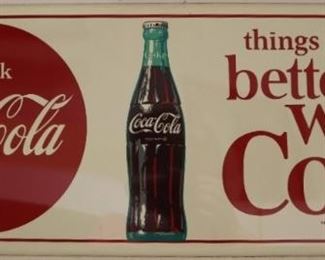 k
Cola
Coca-Cola
things
bette
w
Co